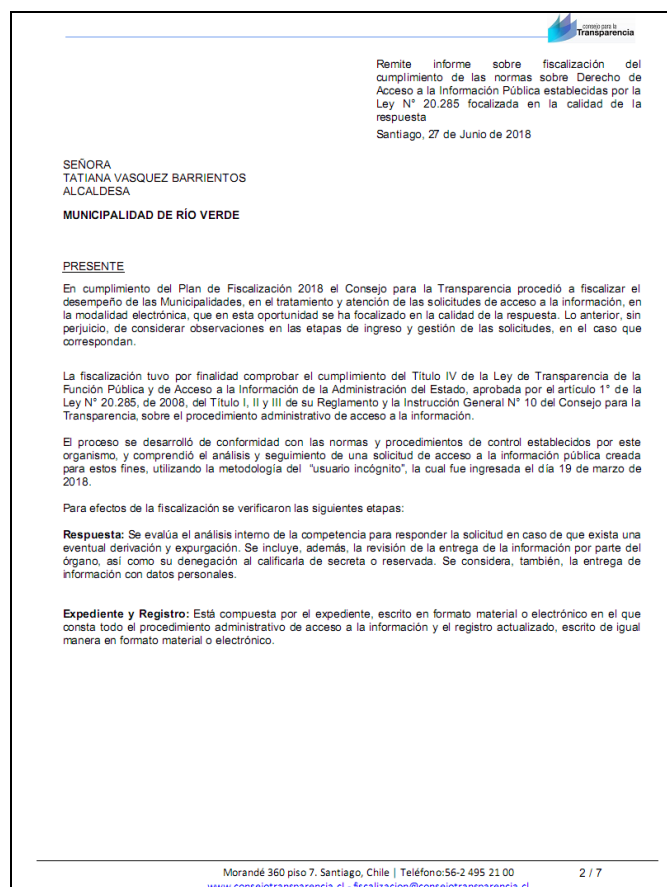 consejo para la
Transparencia
Remite informe sobre fiscalización del
cumplimiento de las normas sobre Derecho de
Acceso a la Información Pública establecidas por la
Ley N° 20.285 focalizada en la calidad de la
respuesta
Santiago, 27 de Junio de 2018
SEÑORA
TATIANA VASQUEZ BARRIENTOS
ALCALDESA
MUNICIPALIDAD DE RÍO VERDE
PRESENTE
En cumplimiento del Plan de Fiscalización 2018 el Consejo para la Transparencia procedió a fiscalizar el
desempeño de las Municipalidades, en el tratamiento y atención de las solicitudes de acceso a la información, en
la modalidad electrónica, que en esta oportunidad se ha focalizado en la calidad de la respuesta. Lo anterior, sin
perjuicio, de considerar observaciones en las etapas de ingreso y gestión de las solicitudes, en el caso que
correspondan.
La fiscalización tuvo por finalidad comprobar el cumplimiento del Título IV de la Ley de Transparencia de la
Función Pública y de Acceso a la Información de la Administración del Estado, aprobada por el artículo 1° de la
Ley N° 20.285, de 2008, del Título I, II y III de su Reglamento y la Instrucción General N° 10 del Consejo para la
Transparencia, sobre el procedimiento administrativo de acceso a la información.
El proceso se desarrolló de conformidad con las normas y procedimientos de control establecidos por este
organismo, y comprendió el análisis y seguimiento de una solicitud de acceso a la información pública creada
para estos fines, utilizando la metodología del "usuario incógnito", la cual fue ingresada el día 19 de marzo de
2018.
Para efectos de la fiscalización se verificaron las siguientes etapas:
Respuesta: Se evalúa el análisis interno de la competencia para responder la solicitud en caso de que exista una
eventual derivación y expurgación. Se incluye, además, la revisión de la entrega de la información por parte del
órgano, así como su denegación al calificarla de secreta o reservada. Se considera, también, la entrega de
información con datos personales.
Expediente y Registro: Está compuesta por el expediente, escrito en formato material o electrónico en el que
consta todo el procedimiento administrativo de acceso a la información y el registro actualizado, escrito de igual
manera en formato material o electrónico.
Morandé 360 piso 7. Santiago, Chile | Teléfono:56-2 495 21 00 2 / 7
www.consejotransparencia.cl - fiscalizacion@consejotransparencia.cl